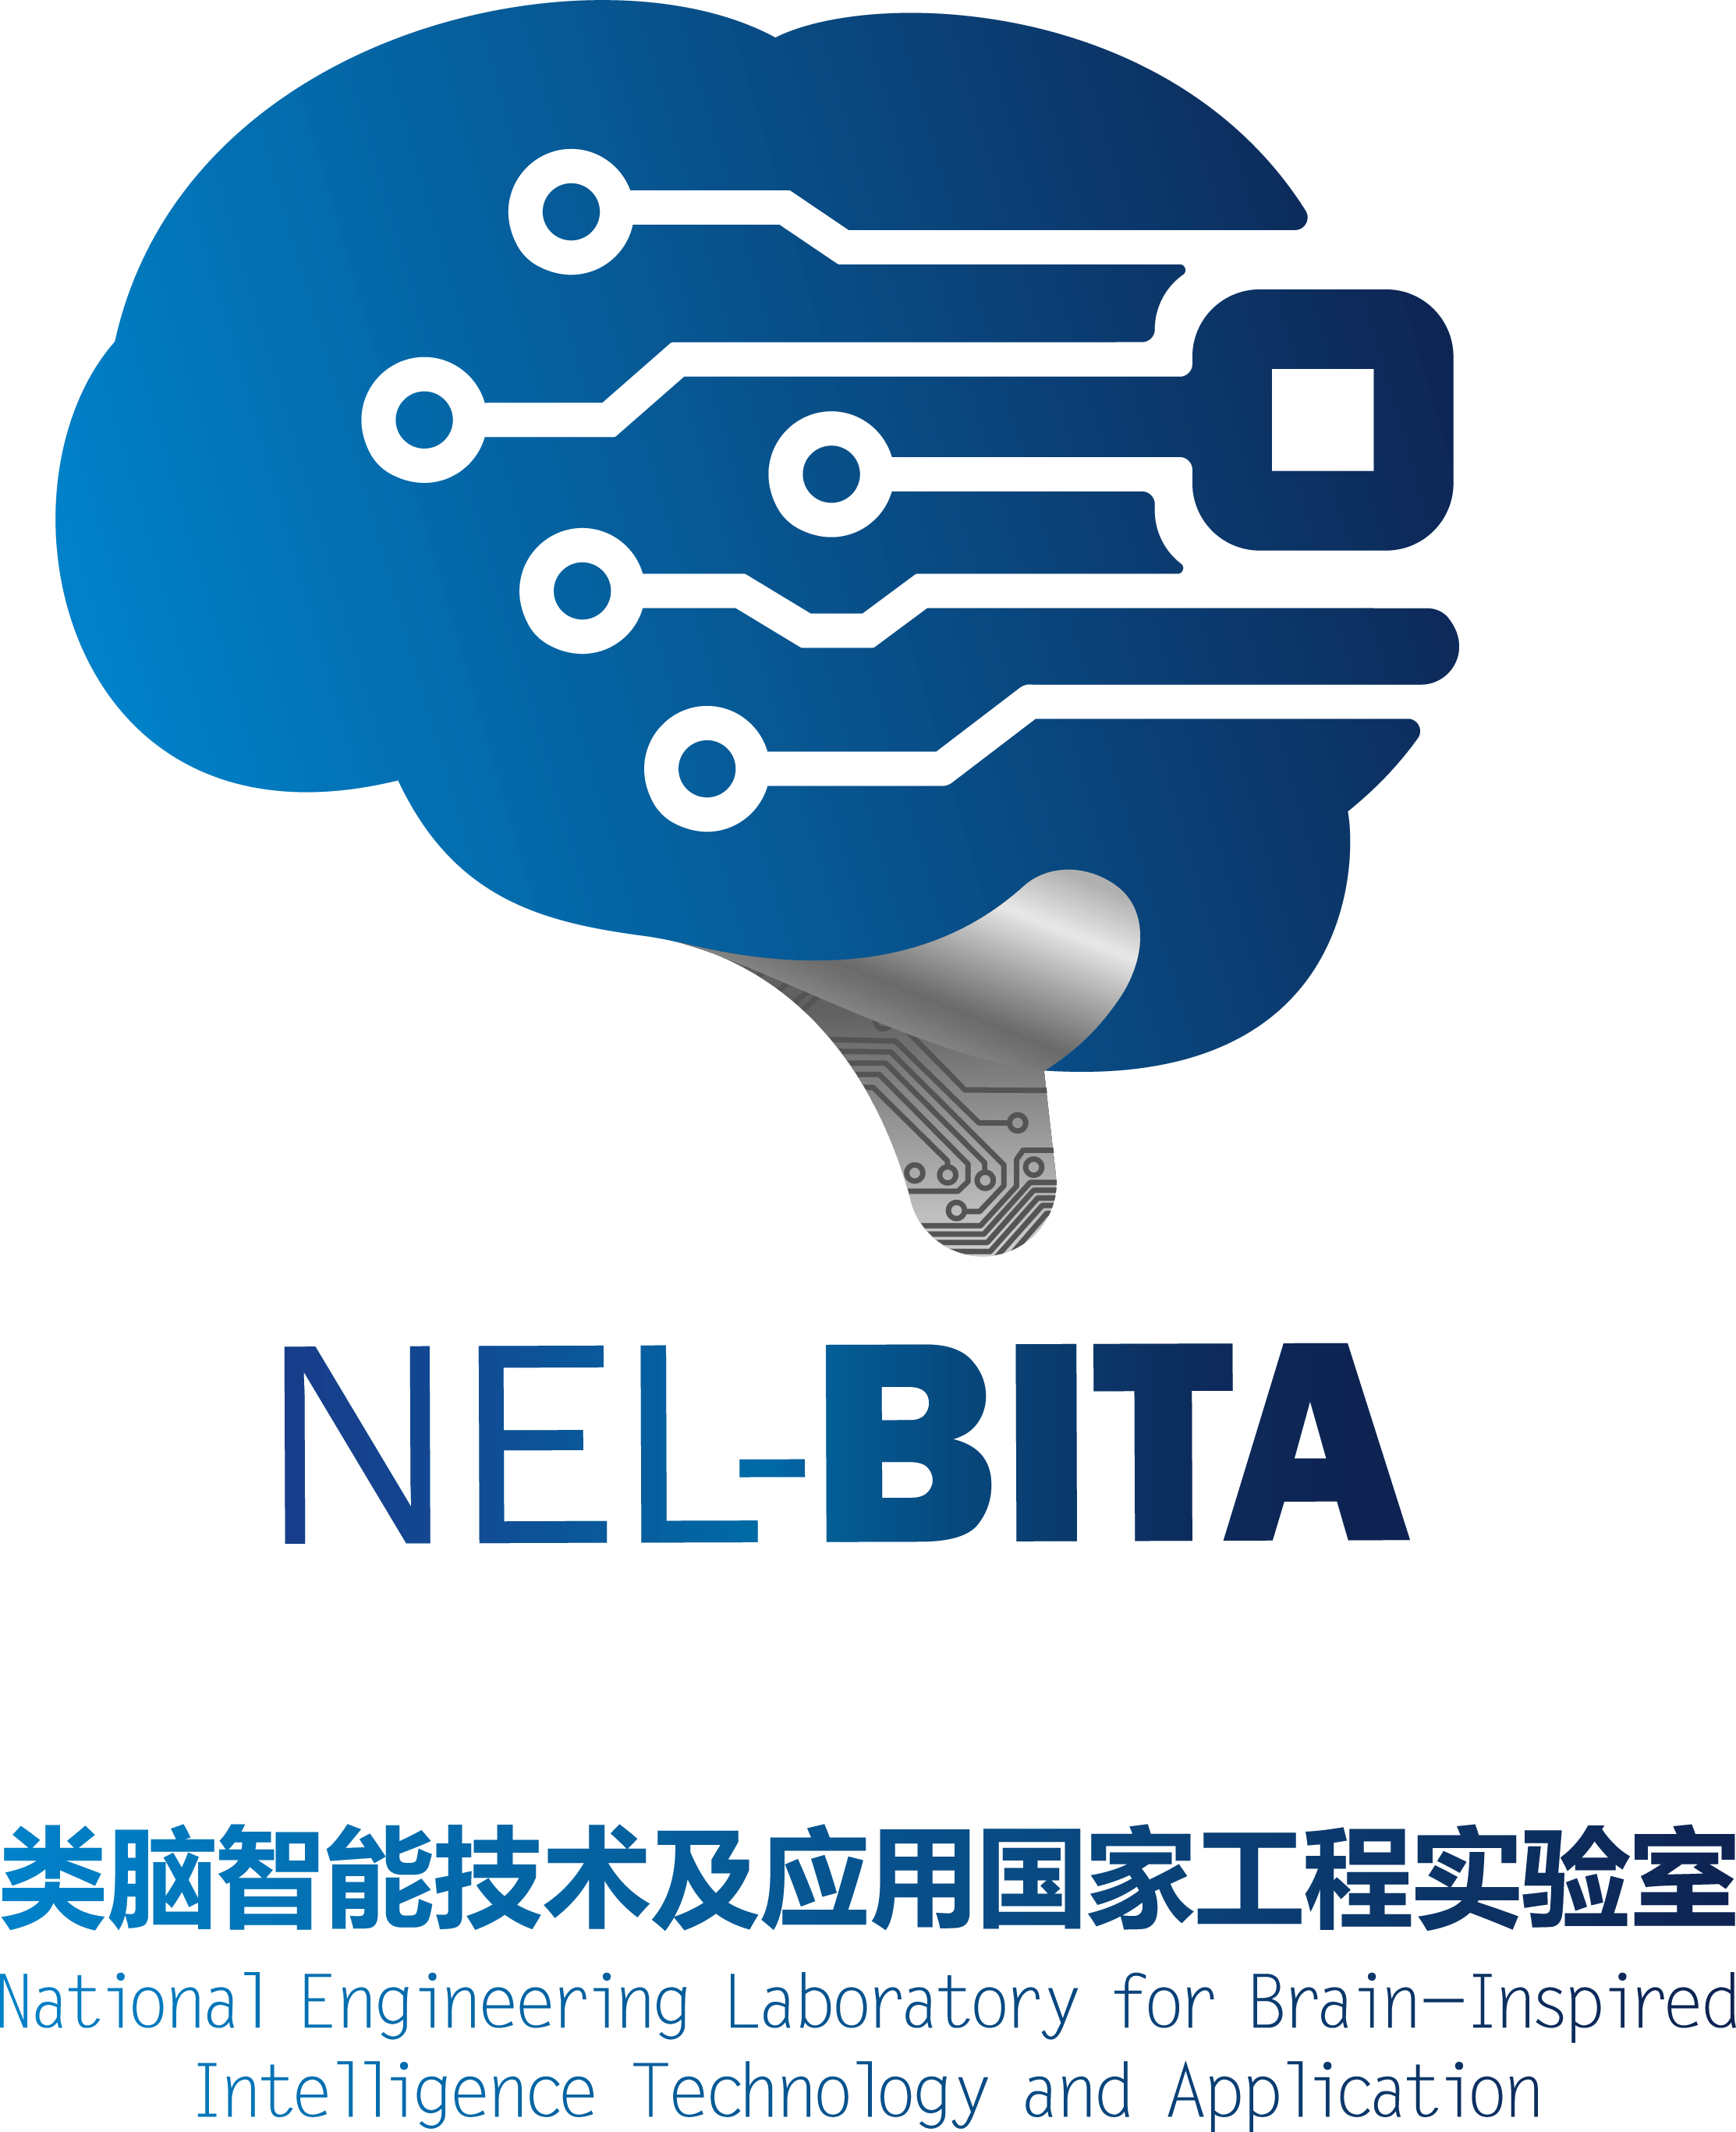 NEL-BITA
类脑智能技术及应用国家工程实验室
National Engineering Laboratory for Brain-Inspired
Intelligence Technology and Application